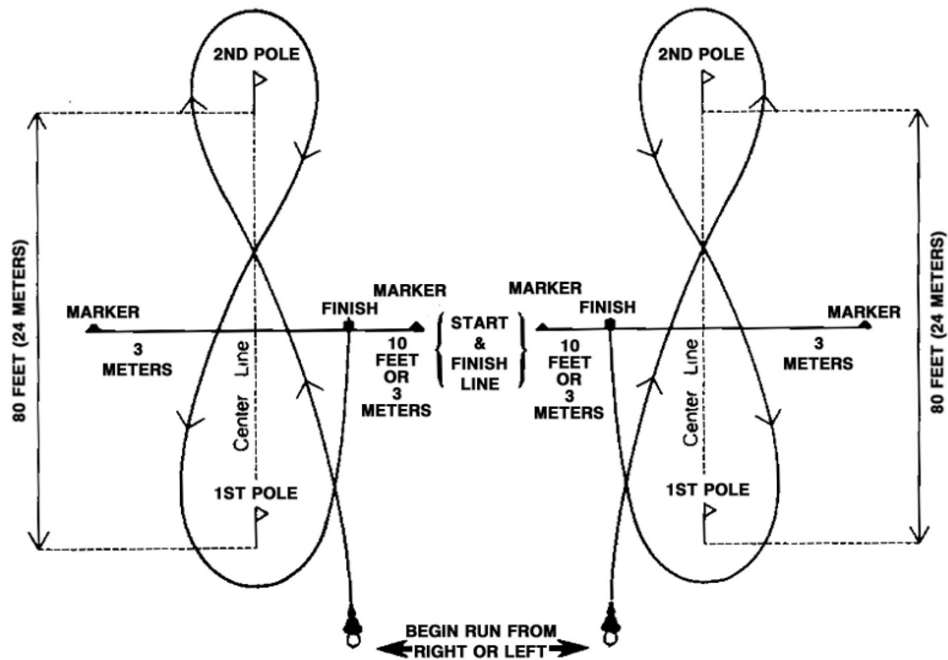 2ND POLE
2ND POLE
80 FEET (24 METERS)
MARKER
3
METERS
Center Line
MARKER
FINISH
10
FEET
OR
3
METERS
START
&
FINISH
LINE
MARKER
FINISH
10
FEET
OR
3
METERS
Center Line
MARKER
3
METERS
80 FEET (24 METERS)
1ST POLE
1ST POLE
BEGIN RUN FROM
RIGHT OR LEFT